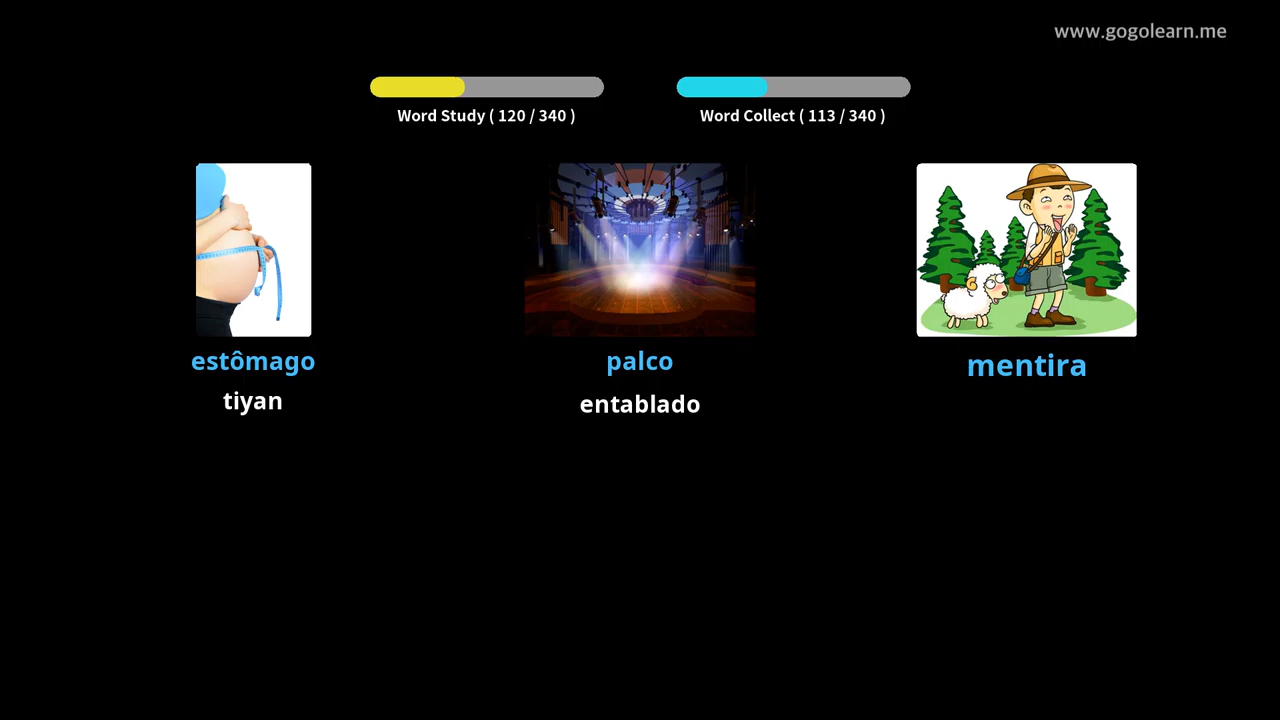 www.gogolearn.me
Word Study ( 120 / 340 )
Word Collect ( 113 / 340 )
estômago
palco
mentira
tiyan
entablado